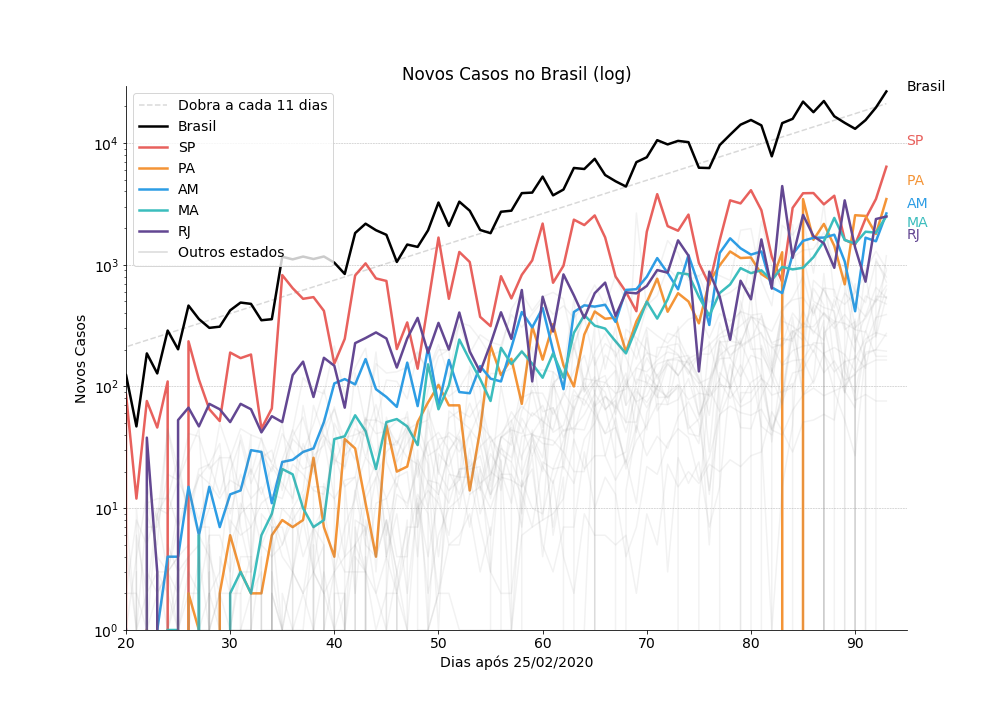 Novos Casos no Brasil (log)
Dobra a cada 11 dias
Brasil
SP
PA
AM
MA
RJ
Outros estados
Brasil
SP
PA
AM
MA
RJ
Novos Casos
10⁴
10³
10²
10¹
10⁰
20 30 40 50 60 70 80 90
Dias após 25/02/2020